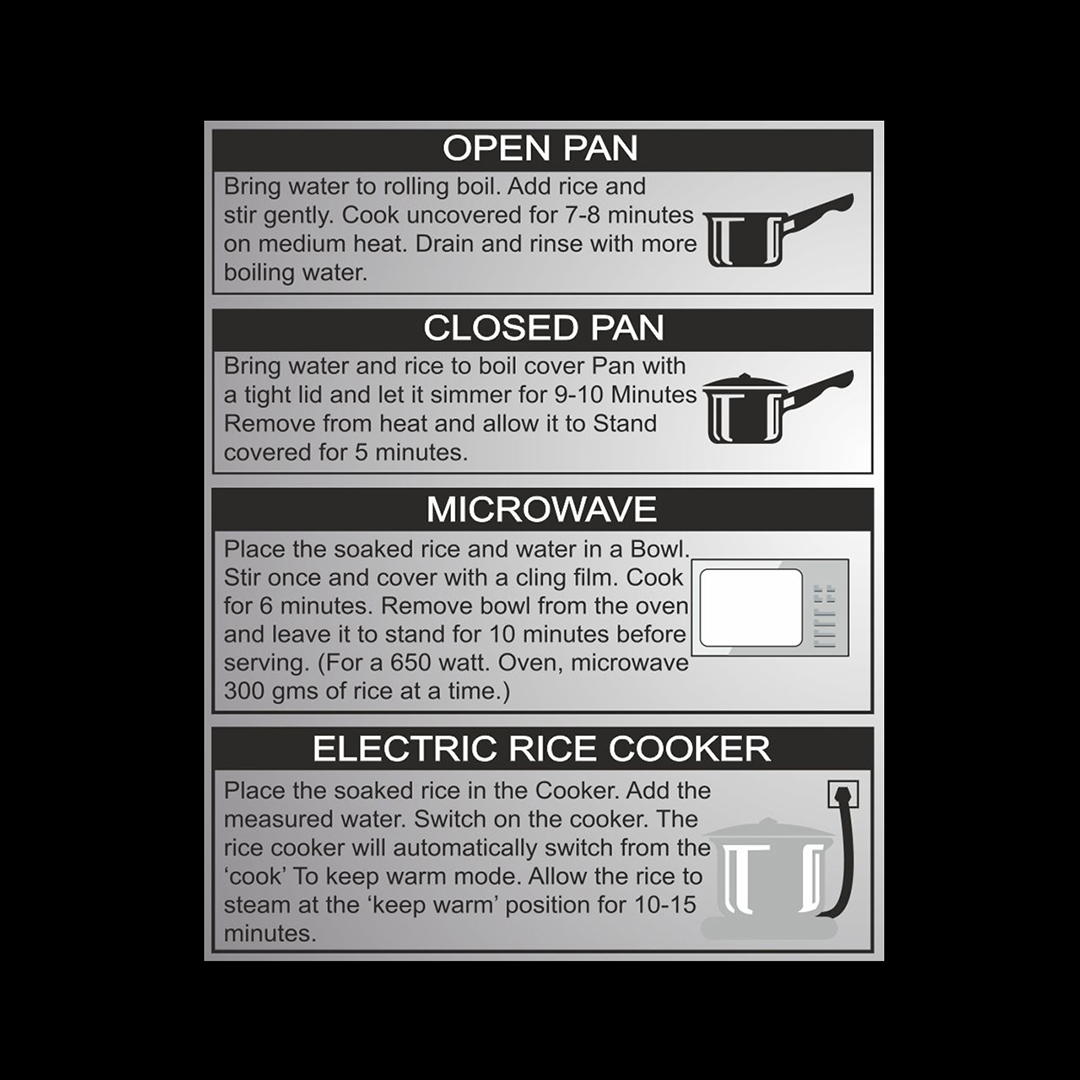 OPEN PAN
Bring water to rolling boil. Add rice and
stir gently. Cook uncovered for 7-8 minutes
on medium heat. Drain and rinse with more
boiling water.
CLOSED PAN
Bring water and rice to boil cover Pan with
a tight lid and let it simmer for 9-10 Minutes
Remove from heat and allow it to Stand
covered for 5 minutes.
MICROWAVE
Place the soaked rice and water in a Bowl.
Stir once and cover with a cling film. Cook
for 6 minutes. Remove bowl from the oven
and leave it to stand for 10 minutes before
serving. (For a 650 watt. Oven, microwave
300 gms of rice at a time.)
ELECTRIC RICE COOKER
Place the soaked rice in the Cooker. Add the
measured water. Switch on the cooker. The
rice cooker will automatically switch from the
‘cook’ To keep warm mode. Allow the rice to
steam at the ‘keep warm’ position for 10-15
minutes.